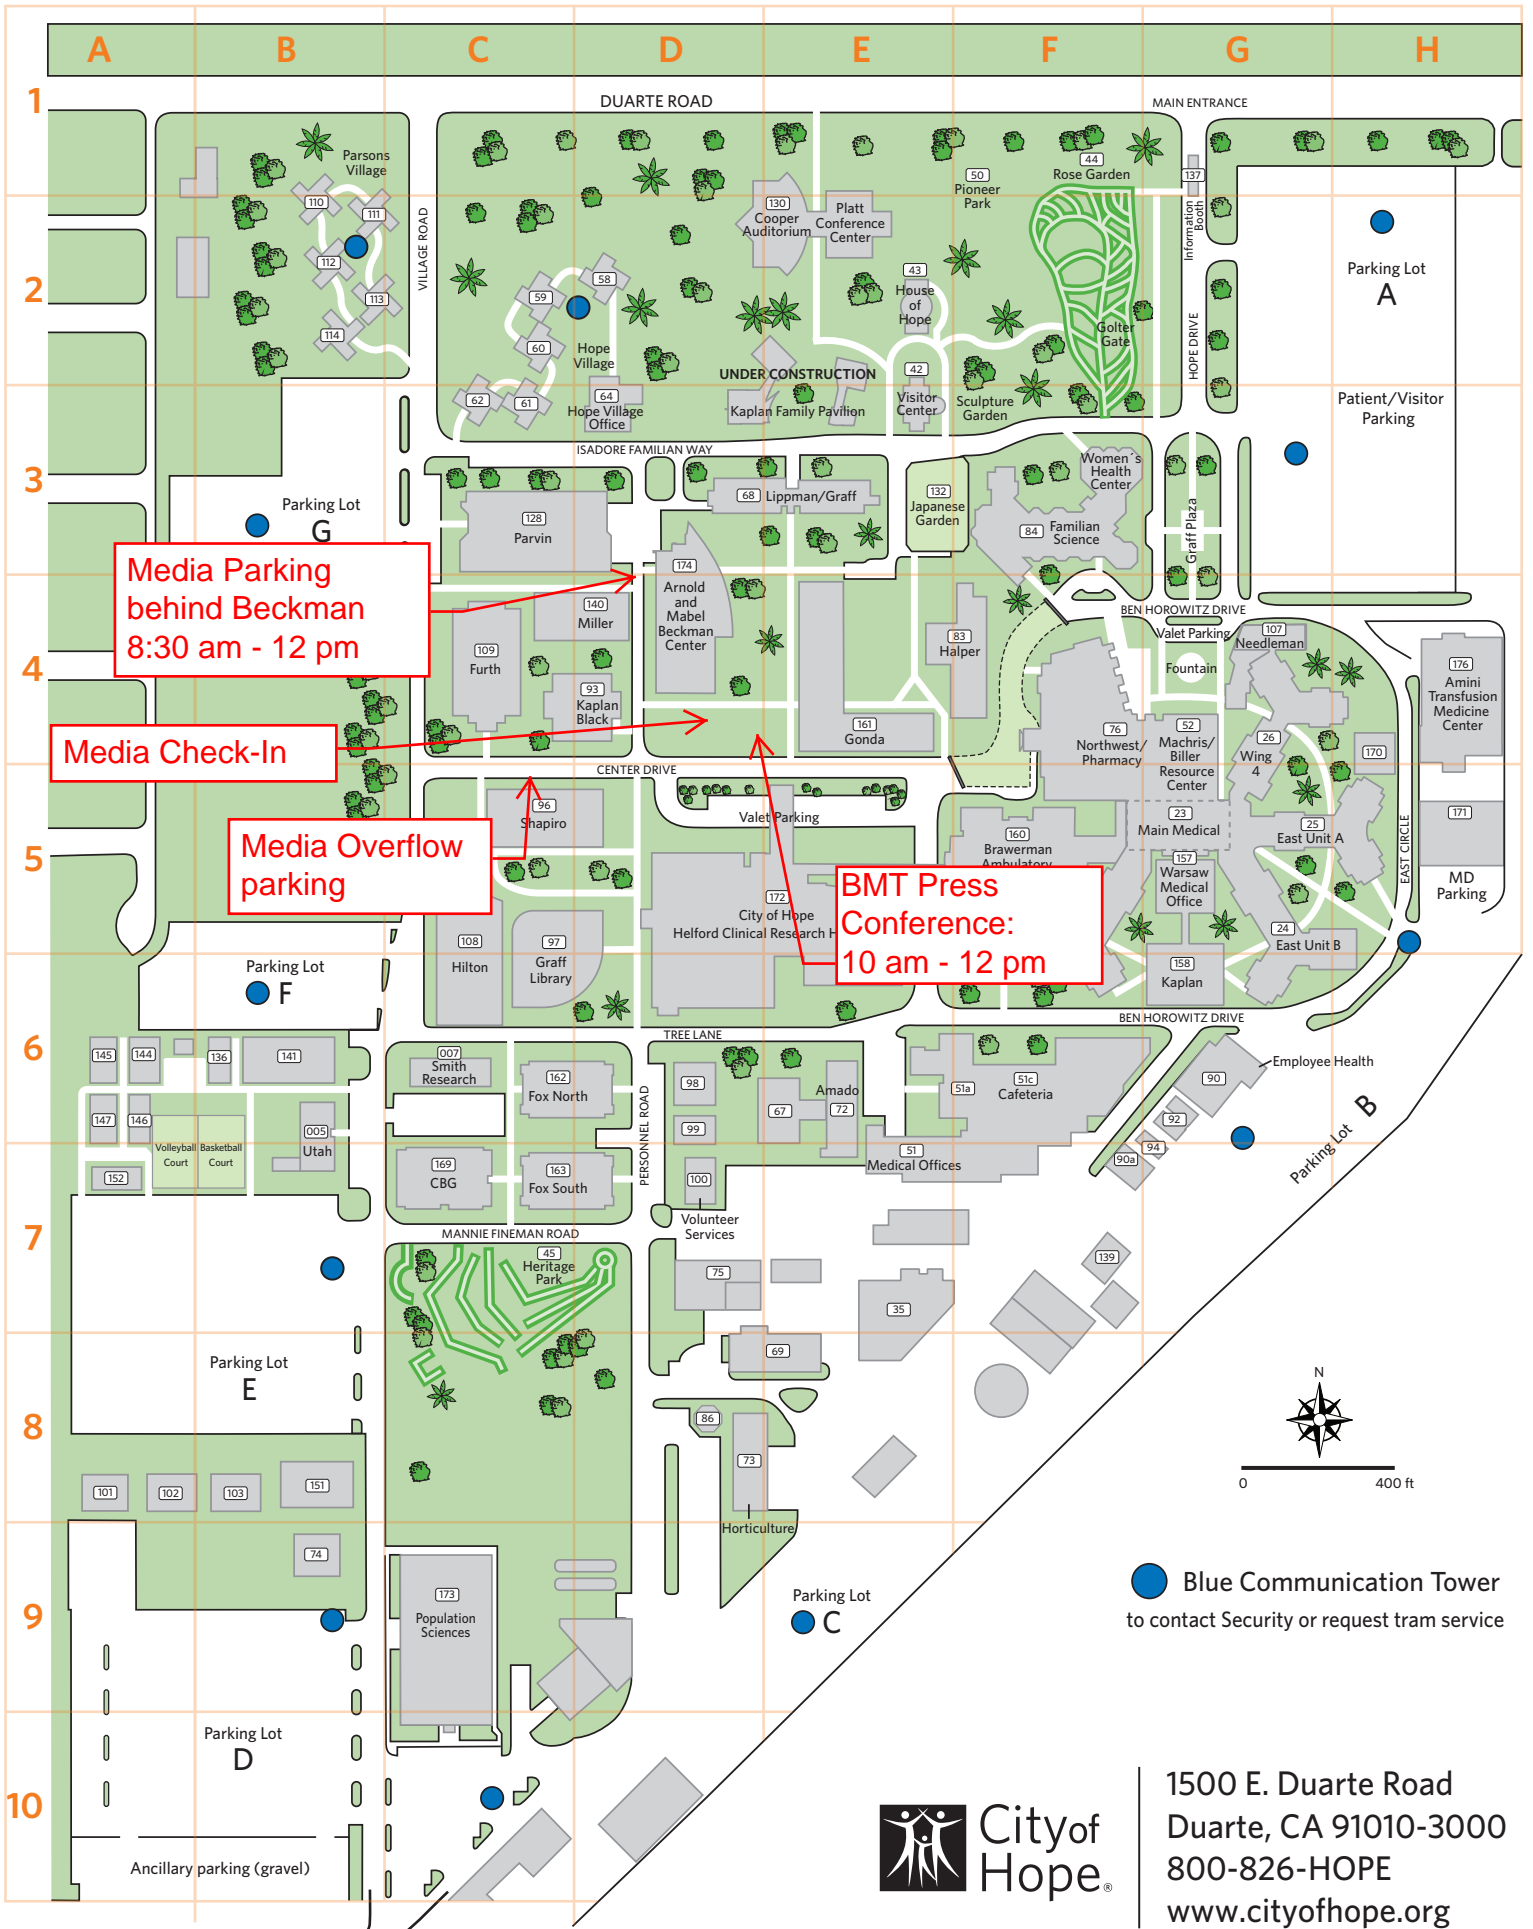 A B C D E F G H
1
2
3
4
5
6
7
8
9
10
DUARTE ROAD
MAIN ENTRANCE
Parsons
Village
110
111
112
113
114
VILLAGE ROAD
130
Cooper
Auditorium
Platt
Conference
Center
50
Pioneer
Park
44
Rose Garden
137
Information
Booth
HOPE DRIVE
Parking Lot
A
Patient/Visitor
Parking
43
House
of
Hope
Golter
Gate
58
59
60
61
62
Hope
Village
64
Hope Village
Office
UNDER CONSTRUCTION
Kaplan Family Pavilion
42
Visitor
Center
Sculpture
Garden
ISADORE FAMILIAN WAY
Parking Lot
G
128
Parvin
68 Lippman/Graff
132
Japanese
Garden
Women´s
Health
Center
84
Familian
Science
Graff Plaza
Media Parking
behind Beckman
8:30 am - 12 pm
174
Arnold
and
Mabel
Beckman
Center
140
Miller
109
Furth
93
Kaplan
Black
83
Halper
161
Gonda
BEN HOROWITZ DRIVE
Valet Parking
107
Needleman
Fountain
176
Amini
Transfusion
Medicine
Center
76
Northwest/
Pharmacy
52
Machris/
Biller
Resource
Center
26
Wing
4
170
171
Media Check-In
CENTER DRIVE
96
Shapiro
Valet Parking
Media Overflow
parking
23
Main Medical
160
Brawerman
Ambulatory
25
East Unit A
157
Warsaw
Medical
Office
EAST CIRCLE
MD
Parking
172
City of Hope
Helford Clinical Research H
BMT Press
Conference:
10 am - 12 pm
108
Hilton
97
Graff
Library
24
East Unit B
158
Kaplan
Parking Lot
F
BEN HOROWITZ DRIVE
TREE LANE
145
144
136
141
147
146
152
005
Utah
Volleyball
Court
Basketball
Court
007
Smith
Research
162
Fox North
169
CBG
163
Fox South
PERSONNEL ROAD
98
99
100
67
Amado
72
51a
51c
Cafeteria
51
Medical Offices
90
Employee Health
92
94
90a
Parking Lot B
Volunteer
Services
MANNIE FINEMAN ROAD
45
Heritage
Park
75
35
139
69
Parking Lot
E
86
73
Horticulture
101
102
103
151
74
N
0 400 ft
173
Population
Sciences
Parking Lot
C
Blue Communication Tower
to contact Security or request tram service
Parking Lot
D
Ancillary parking (gravel)
City of
Hope®
1500 E. Duarte Road
Duarte, CA 91010-3000
800-826-HOPE
www.cityofhope.org